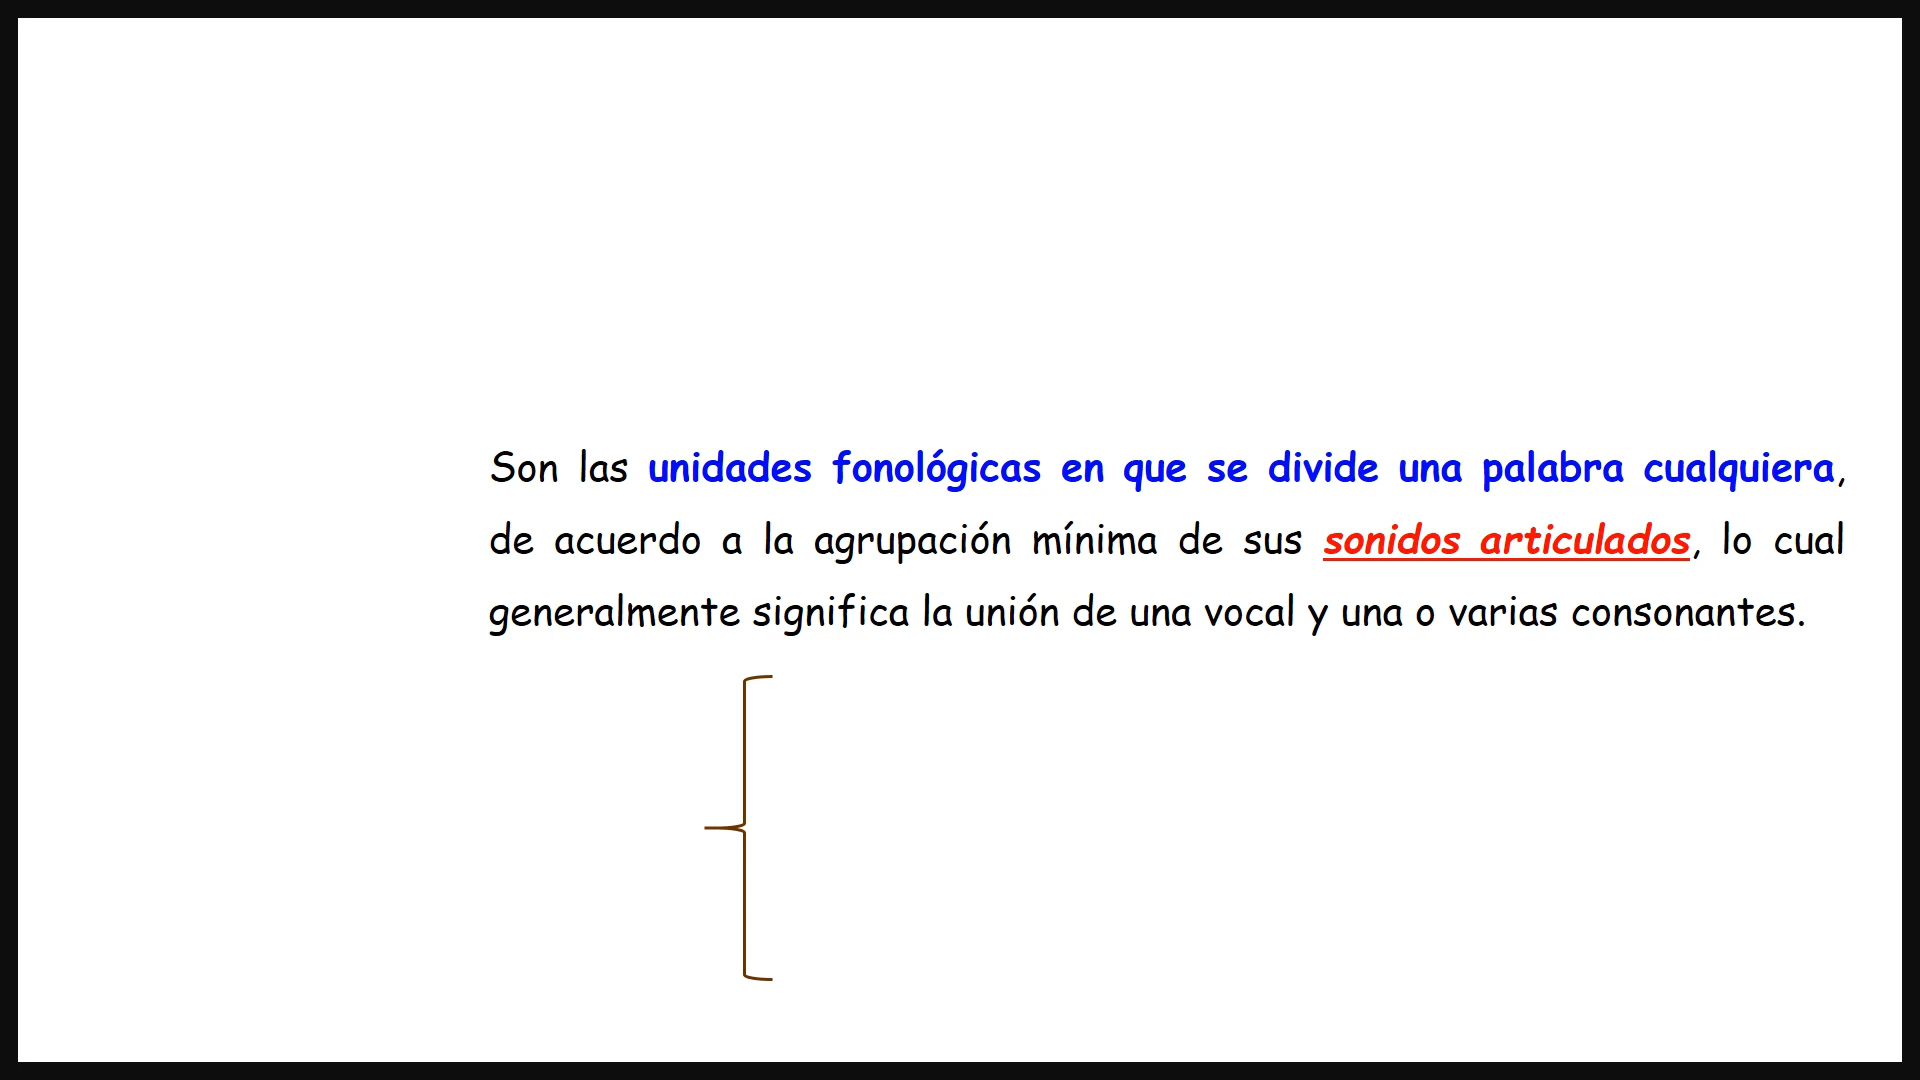 Son las unidades fonológicas en que se divide una palabra cualquiera,
de acuerdo a la agrupación mínima de sus sonidos articulados, lo cual
generalmente significa la unión de una vocal y una o varias consonantes.